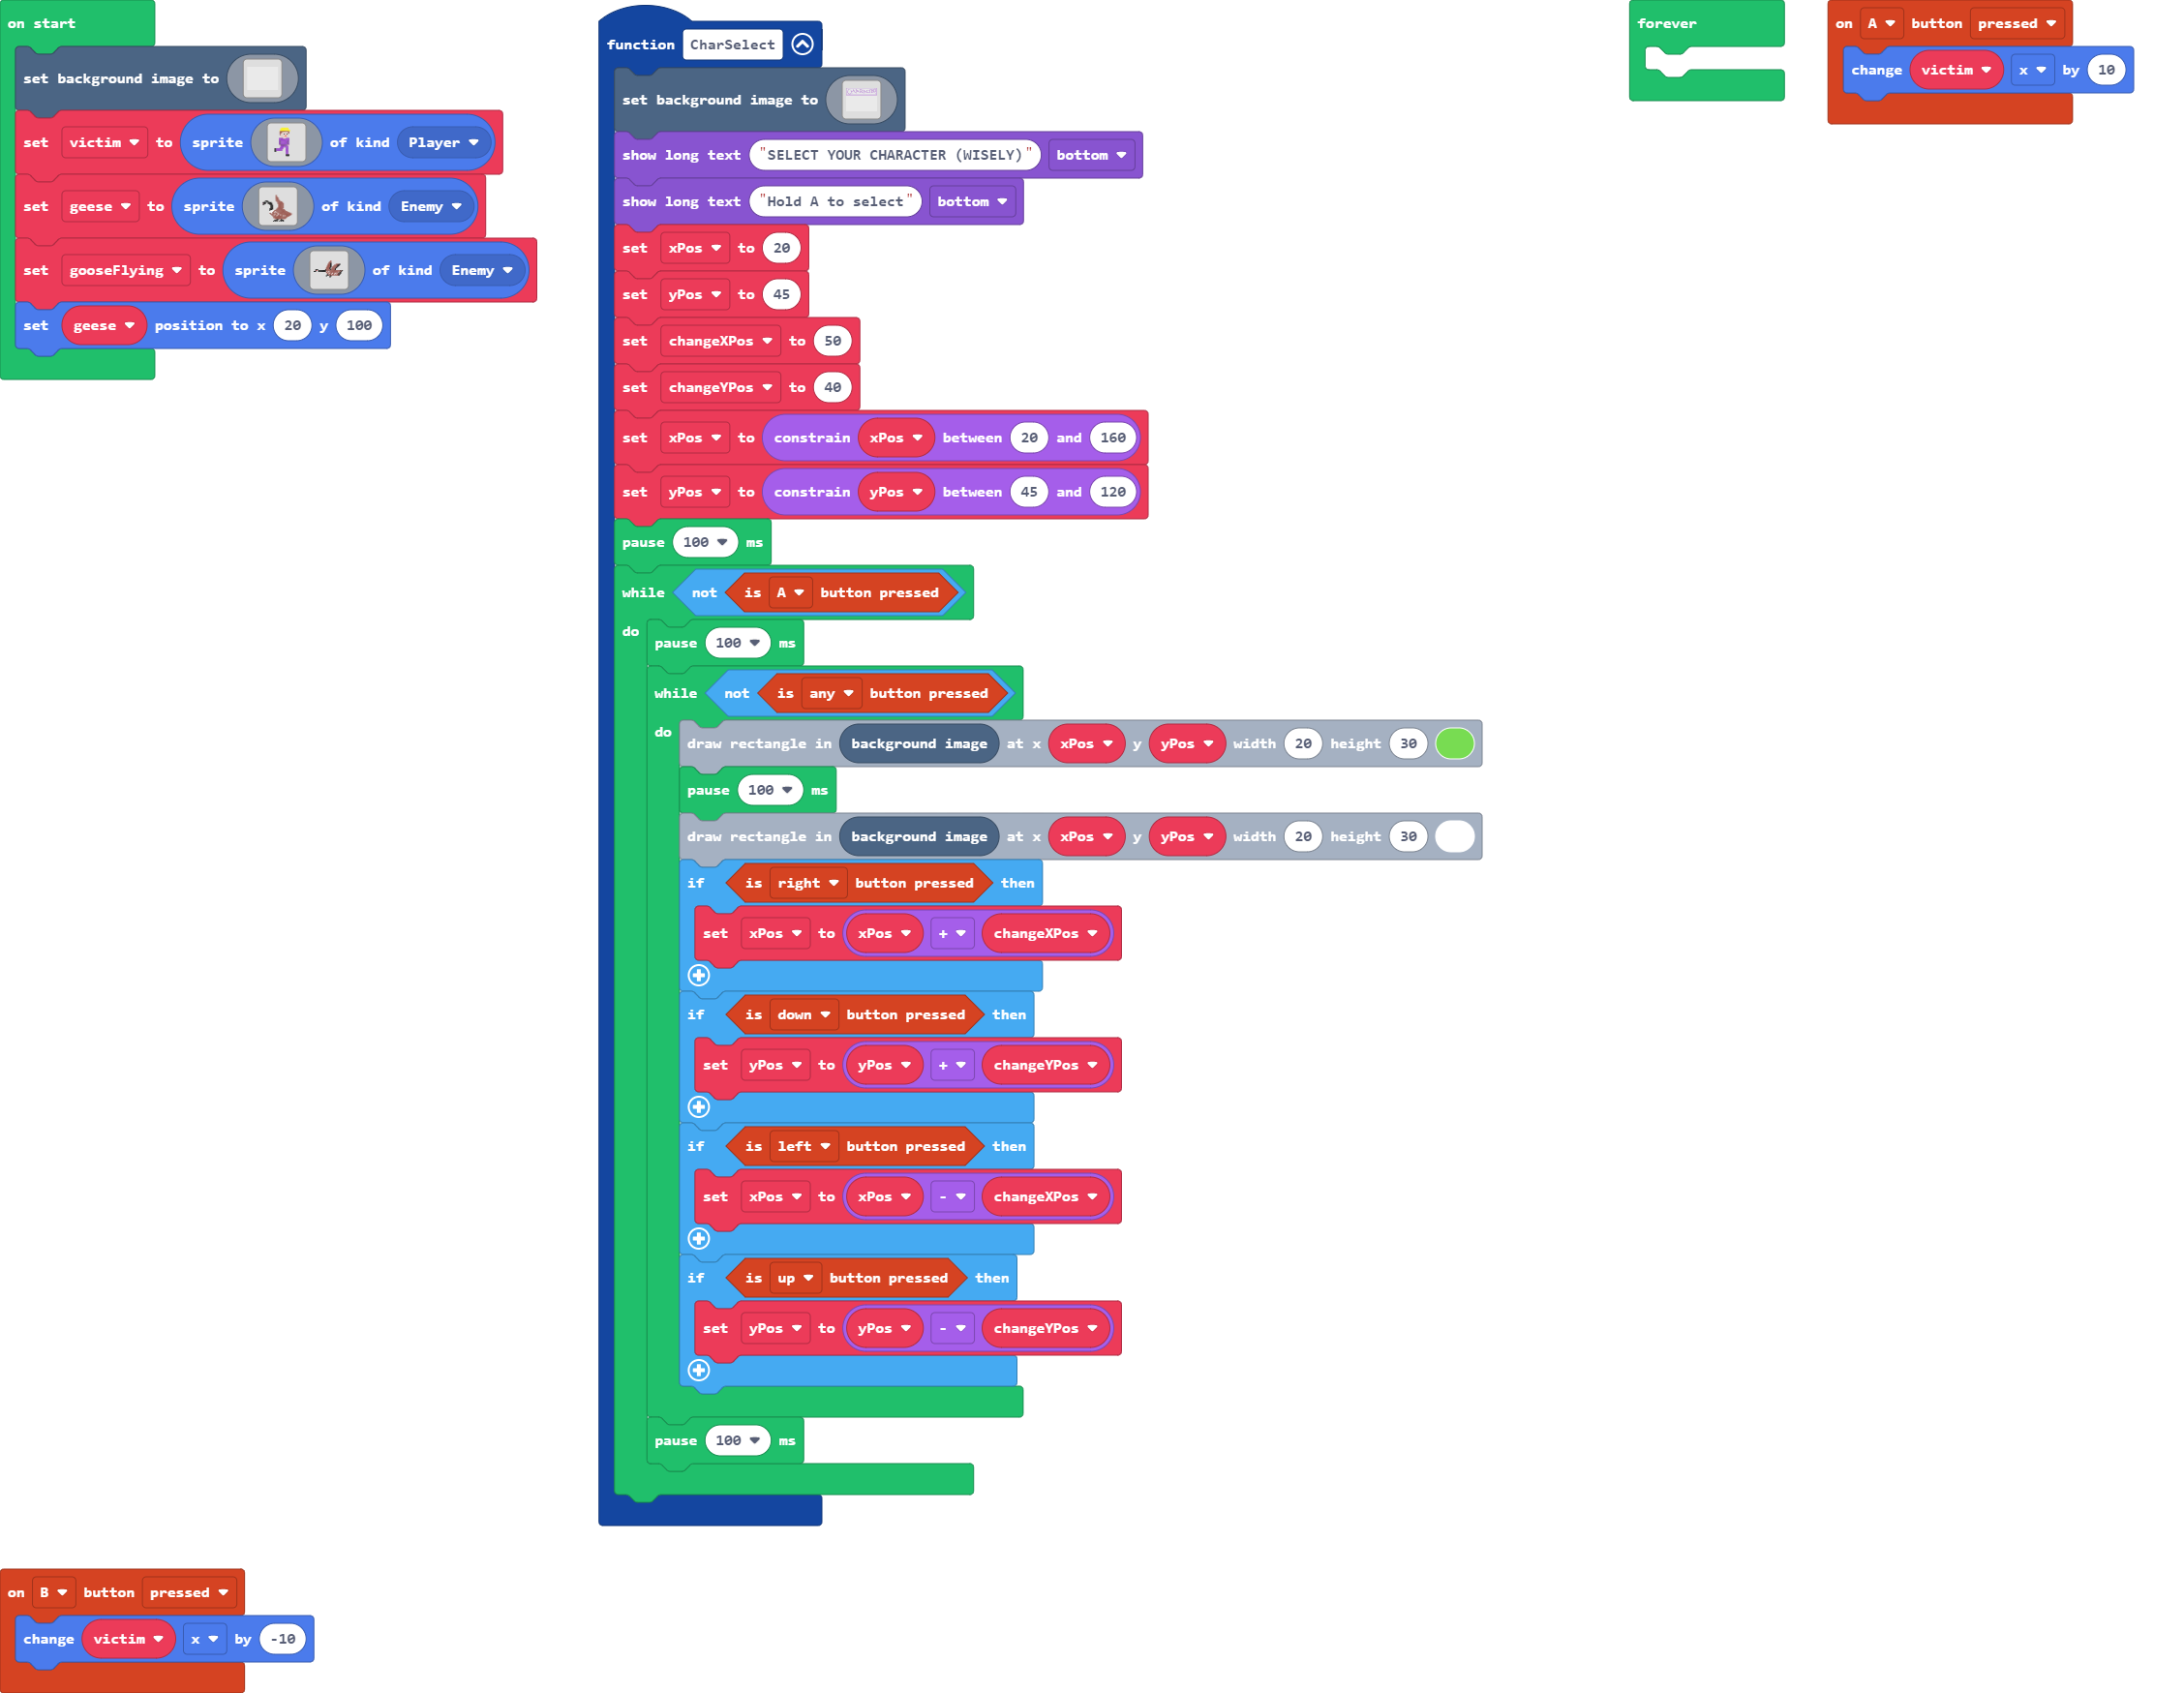 on start
set background image to
set victim to sprite of kind Player
set geese to sprite of kind Enemy
set gooseFlying to sprite of kind Enemy
set geese position to x 20 y 100
function CharSelect
set background image to
show long text "SELECT YOUR CHARACTER (WISELY)" bottom
show long text "Hold A to select" bottom
set xPos to 20
set yPos to 45
set changeXPos to 50
set changeYPos to 40
set xPos to constrain xPos between 20 and 160
set yPos to constrain yPos between 45 and 120
pause 100 ms
while not is A button pressed
do
pause 100 ms
while not is any button pressed
do
draw rectangle in background image at x xPos y yPos width 20 height 30
pause 100 ms
draw rectangle in background image at x xPos y yPos width 20 height 30
if is right button pressed then
set xPos to xPos + changeXPos
if is down button pressed then
set yPos to yPos + changeYPos
if is left button pressed then
set xPos to xPos - changeXPos
if is up button pressed then
set yPos to yPos - changeYPos
pause 100 ms
forever
on A button pressed
change victim x by 10
on B button pressed
change victim x by -10